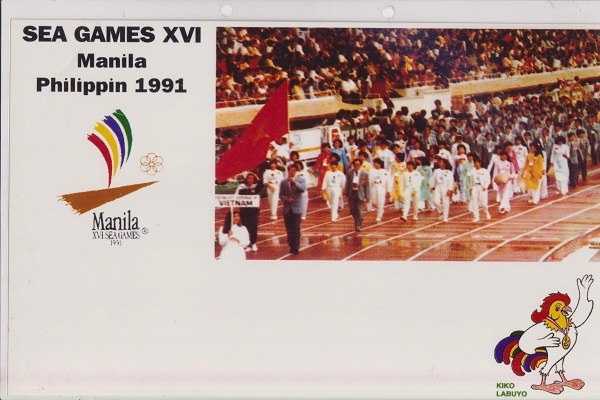 SEA GAMES XVI
Manila
Philippin 1991
VIETNAM
Manila
XVI SEA GAMES
1991
®
KIKO
LABUYO